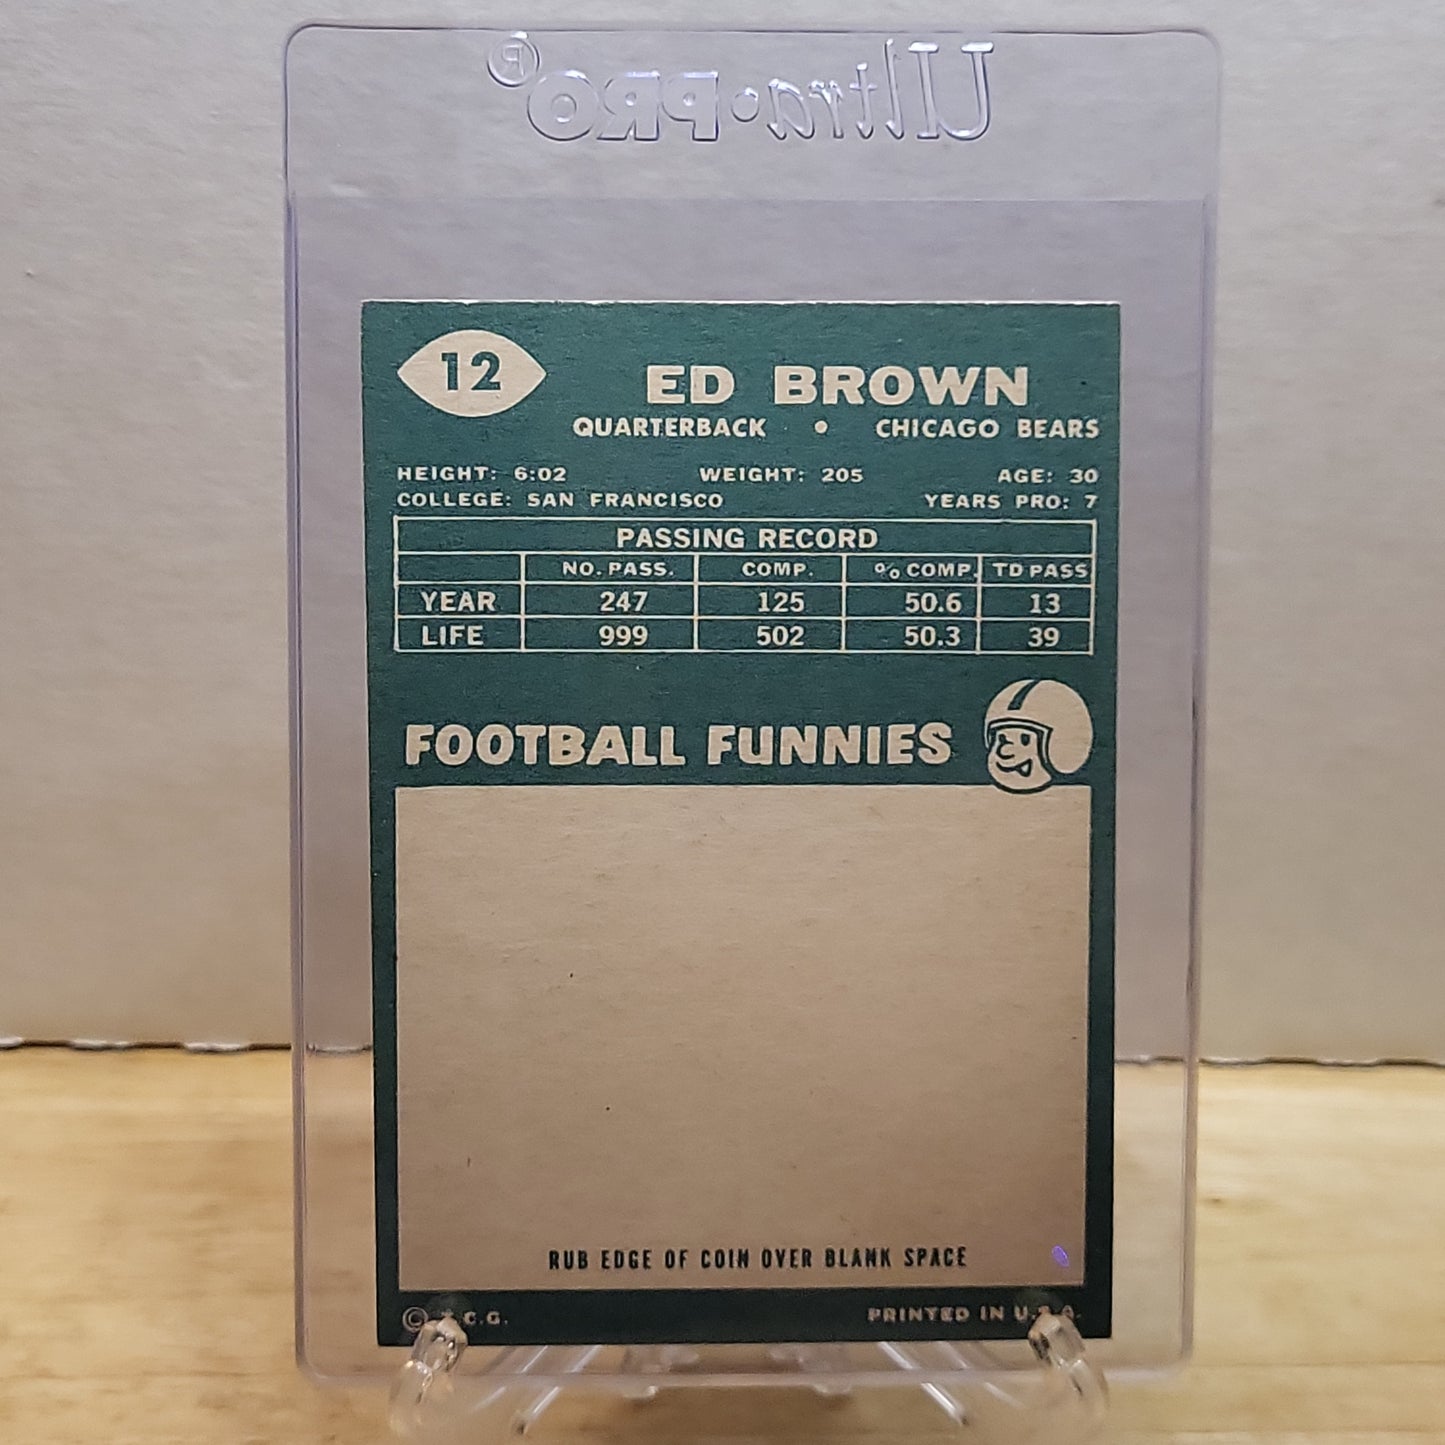 Ultra·PRO®
12
ED BROWN
QUARTERBACK • CHICAGO BEARS
HEIGHT: 6:02 WEIGHT: 205 AGE: 30
COLLEGE: SAN FRANCISCO YEARS PRO: 7
PASSING RECORD
NO. PASS. COMP. % COMP. TD PASS
YEAR 247 125 50.6 13
LIFE 999 502 50.3 39
FOOTBALL FUNNIES
RUB EDGE OF COIN OVER BLANK SPACE
© T.C.G. PRINTED IN U.S.A.